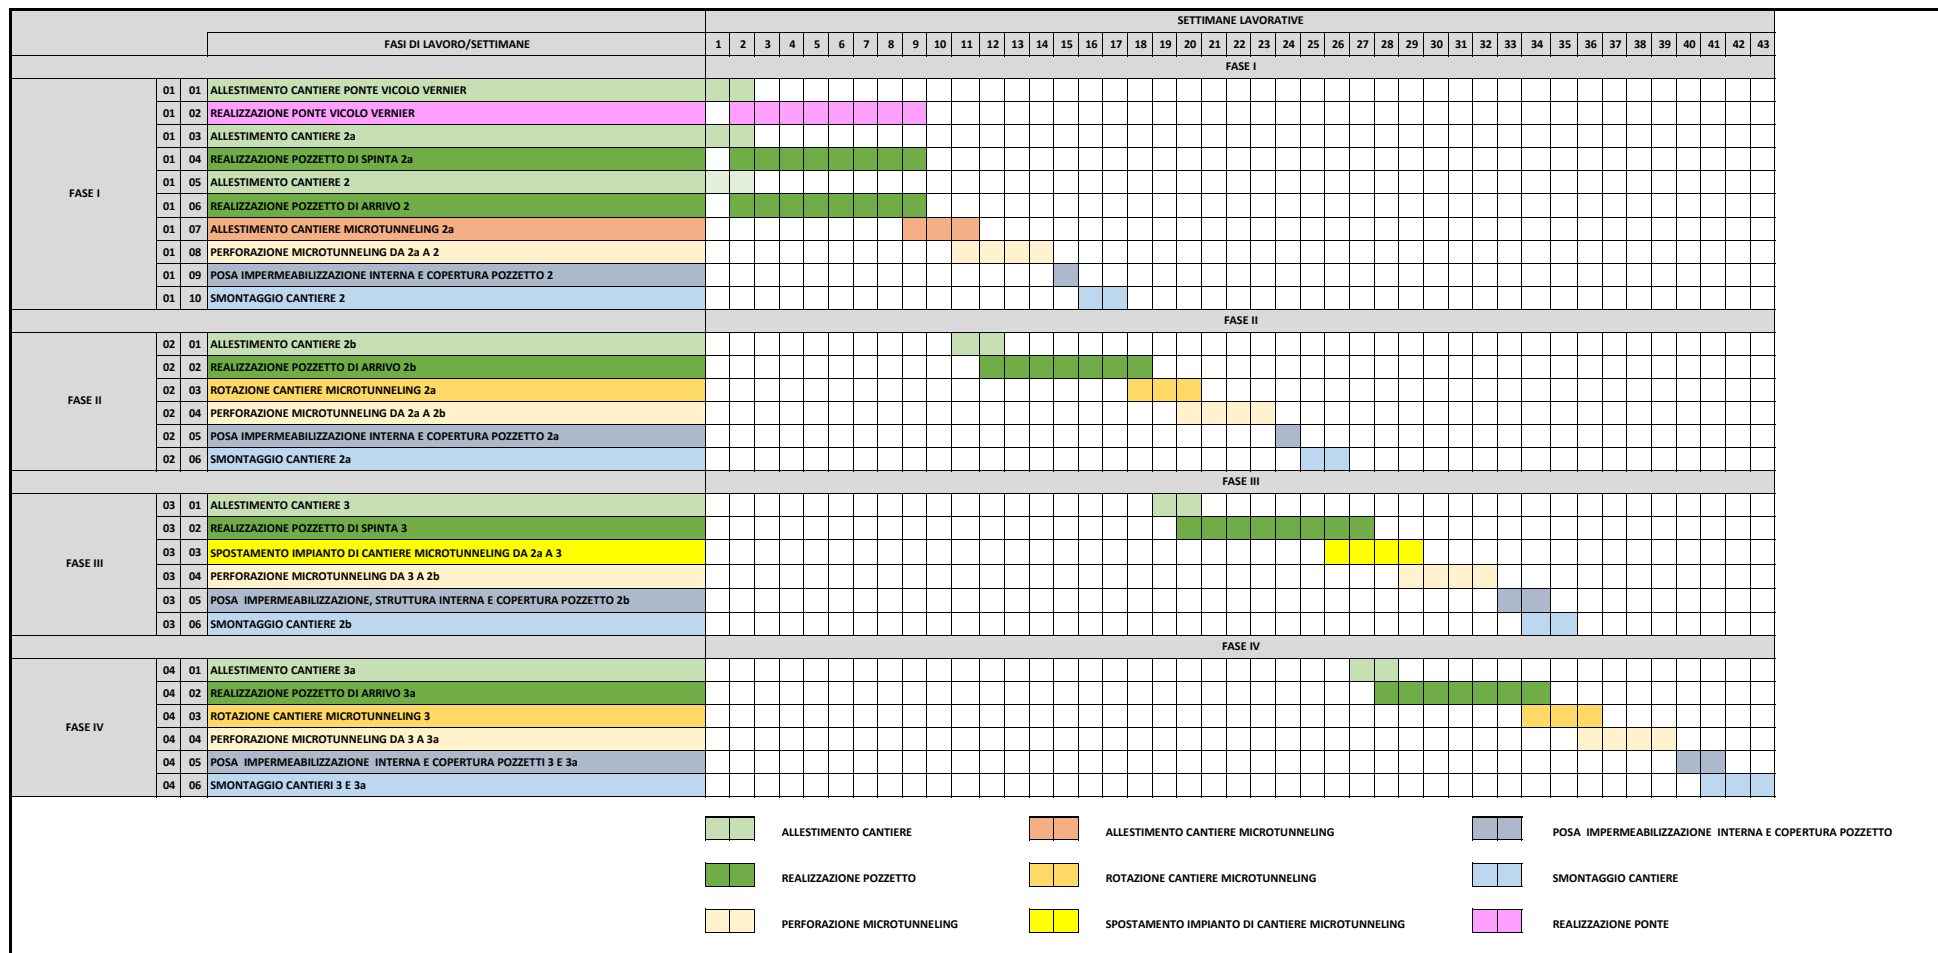 SETTIMANE LAVORATIVE
FASI DI LAVORO/SETTIMANE 1 2 3 4 5 6 7 8 9 10 11 12 13 14 15 16 17 18 19 20 21 22 23 24 25 26 27 28 29 30 31 32 33 34 35 36 37 38 39 40 41 42 43
FASE I
FASE I
01 01 ALLESTIMENTO CANTIERE PONTE VICOLO VERNIER
01 02 REALIZZAZIONE PONTE VICOLO VERNIER
01 03 ALLESTIMENTO CANTIERE 2a
01 04 REALIZZAZIONE POZZETTO DI SPINTA 2a
01 05 ALLESTIMENTO CANTIERE 2
01 06 REALIZZAZIONE POZZETTO DI ARRIVO 2
01 07 ALLESTIMENTO CANTIERE MICROTUNNELING 2a
01 08 PERFORAZIONE MICROTUNNELING DA 2a A 2
01 09 POSA IMPERMEABILIZZAZIONE INTERNA E COPERTURA POZZETTO 2
01 10 SMONTAGGIO CANTIERE 2
FASE II
FASE II
02 01 ALLESTIMENTO CANTIERE 2b
02 02 REALIZZAZIONE POZZETTO DI ARRIVO 2b
02 03 ROTAZIONE CANTIERE MICROTUNNELING 2a
02 04 PERFORAZIONE MICROTUNNELING DA 2a A 2b
02 05 POSA IMPERMEABILIZZAZIONE INTERNA E COPERTURA POZZETTO 2a
02 06 SMONTAGGIO CANTIERE 2a
FASE III
FASE III
03 01 ALLESTIMENTO CANTIERE 3
03 02 REALIZZAZIONE POZZETTO DI SPINTA 3
03 03 SPOSTAMENTO IMPIANTO DI CANTIERE MICROTUNNELING DA 2a A 3
03 04 PERFORAZIONE MICROTUNNELING DA 3 A 2b
03 05 POSA IMPERMEABILIZZAZIONE, STRUTTURA INTERNA E COPERTURA POZZETTO 2b
03 06 SMONTAGGIO CANTIERE 2b
FASE IV
FASE IV
04 01 ALLESTIMENTO CANTIERE 3a
04 02 REALIZZAZIONE POZZETTO DI ARRIVO 3a
04 03 ROTAZIONE CANTIERE MICROTUNNELING 3
04 04 PERFORAZIONE MICROTUNNELING DA 3 A 3a
04 05 POSA IMPERMEABILIZZAZIONE INTERNA E COPERTURA POZZETTI 3 E 3a
04 06 SMONTAGGIO CANTIERI 3 E 3a
ALLESTIMENTO CANTIERE
ALLESTIMENTO CANTIERE MICROTUNNELING
POSA IMPERMEABILIZZAZIONE INTERNA E COPERTURA POZZETTO
REALIZZAZIONE POZZETTO
ROTAZIONE CANTIERE MICROTUNNELING
SMONTAGGIO CANTIERE
PERFORAZIONE MICROTUNNELING
SPOSTAMENTO IMPIANTO DI CANTIERE MICROTUNNELING
REALIZZAZIONE PONTE